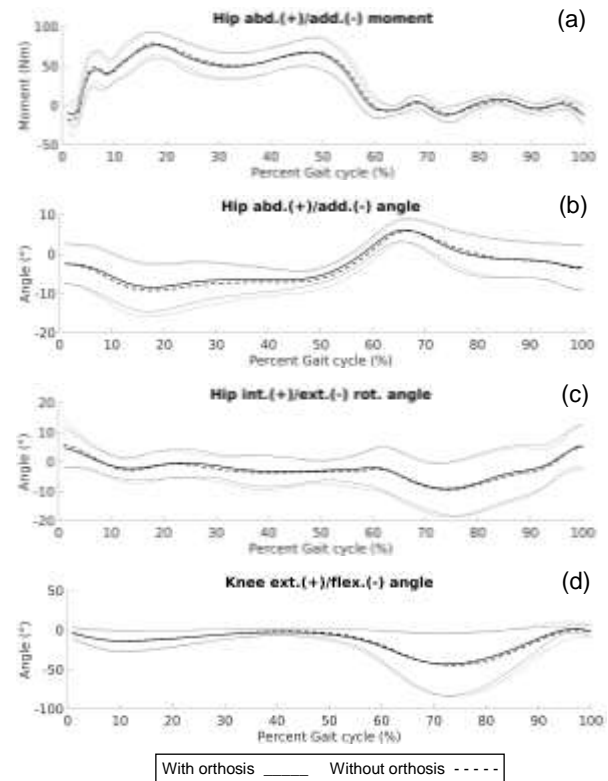 Hip abd.(+)/add.(-) moment
(a)
Moment (Nm)
100
50
0
-50
0 10 20 30 40 50 60 70 80 90 100
Percent Gait cycle (%)
Hip abd.(+)/add.(-) angle
(b)
Angle (°)
10
0
-10
-20
0 10 20 30 40 50 60 70 80 90 100
Percent Gait cycle (%)
Hip int.(+)/ext.(-) rot. angle
(c)
Angle (°)
20
10
0
-10
-20
0 10 20 30 40 50 60 70 80 90 100
Percent Gait cycle (%)
Knee ext.(+)/flex.(-) angle
(d)
Angle (°)
50
0
-50
-100
0 10 20 30 40 50 60 70 80 90 100
Percent Gait cycle (%)
With orthosis _____ Without orthosis - - - - -